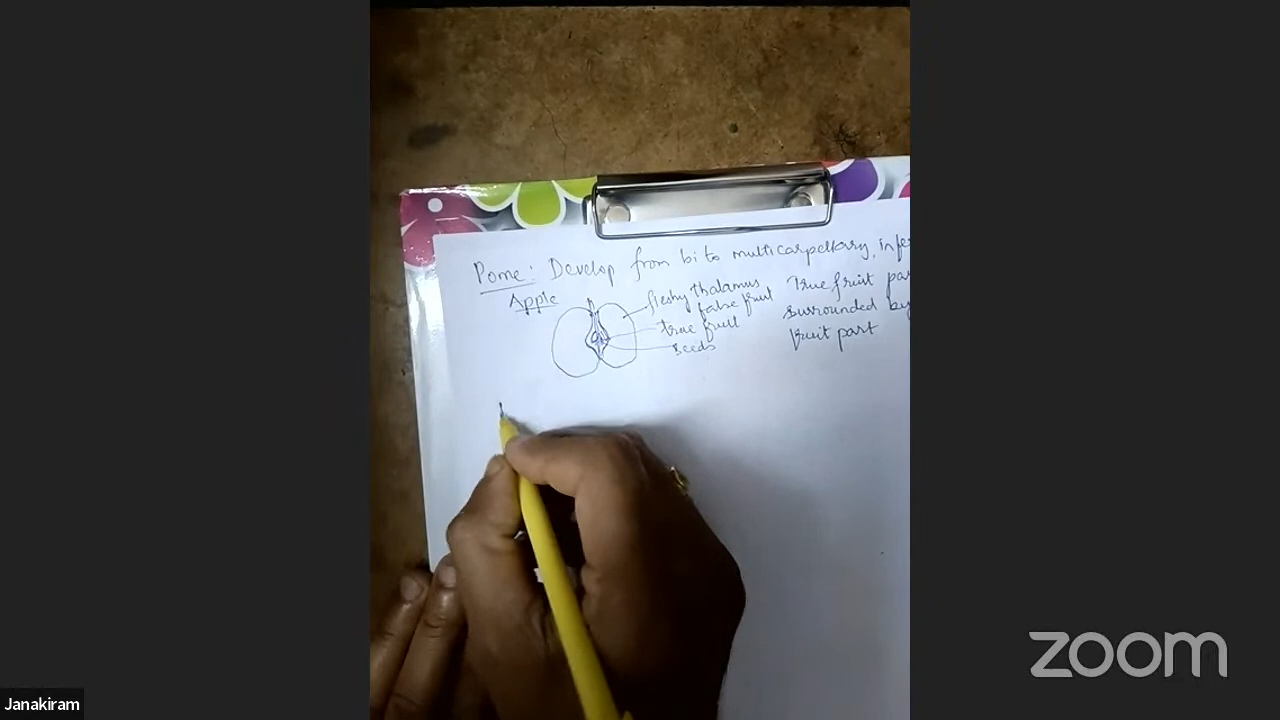 Pome: Develop from bi to multicarpellary, infe
Apple
fleshy thalamus
false fruit
true fruit
seeds
True fruit pa
surrounded by
fruit part
Janakiram
zoom